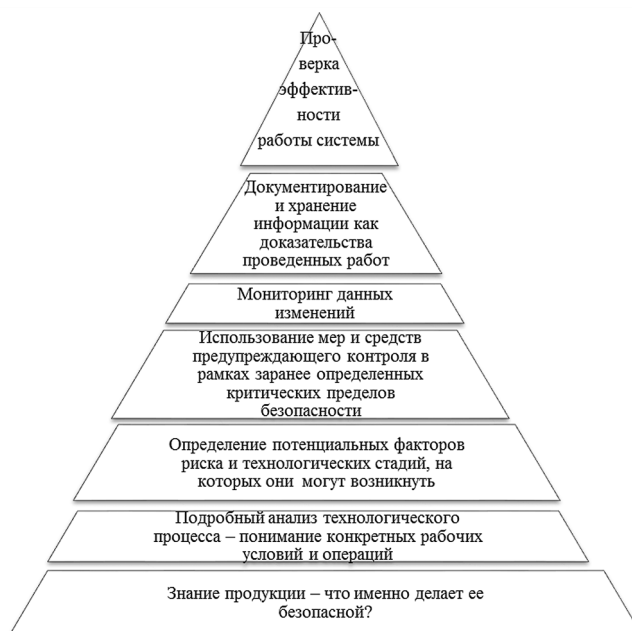 Про-
верка
эффектив-
ности
работы системы
Документирование
и хранение
информации как
доказательства
проведенных работ
Мониторинг данных
изменений
Использование мер и средств
предупреждающего контроля в
рамках заранее определенных
критических пределов
безопасности
Определение потенциальных факторов
риска и технологических стадий, на
которых они могут возникнуть
Подробный анализ технологического
процесса – понимание конкретных рабочих
условий и операций
Знание продукции – что именно делает ее
безопасной?